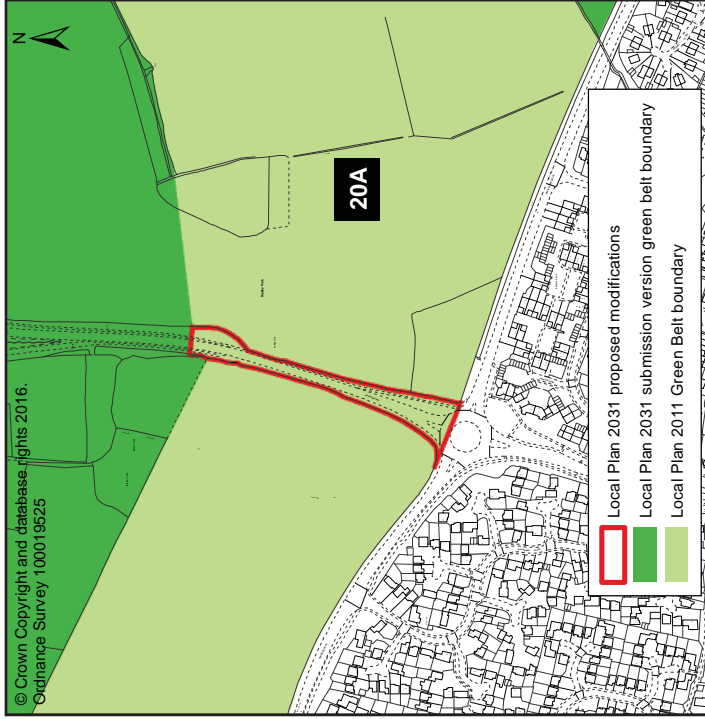 © Crown Copyright and database rights 2016.
Ordnance Survey 100019525
N
20A
Local Plan 2031 proposed modifications
Local Plan 2031 submission version green belt boundary
Local Plan 2011 Green Belt boundary